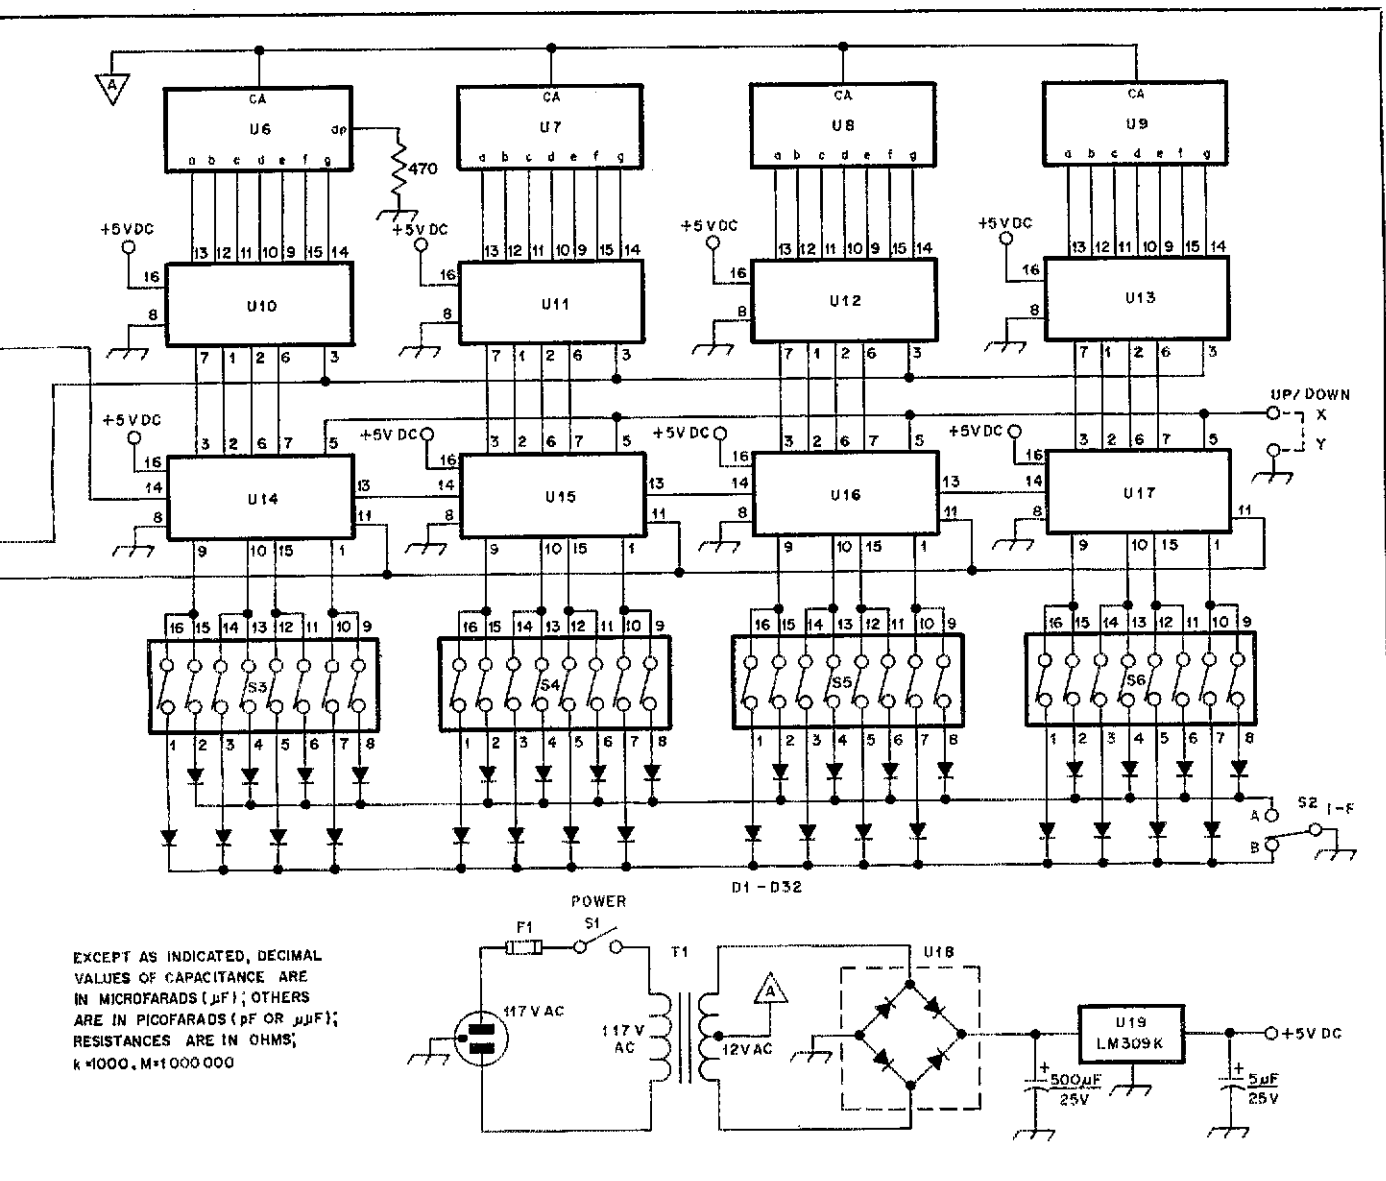 A
CA CA CA CA
U6 dp U7 U8 U9
a b c d e f g a b c d e f g a b c d e f g a b c d e f g
470
+5VDC +5VDC +5VDC +5VDC
13 12 11 10 9 15 14 13 12 11 10 9 15 14 13 12 11 10 9 15 14 13 12 11 10 9 15 14
16 16 16 16
U10 U11 U12 U13
8 8 8 8
7 1 2 6 3 7 1 2 6 3 7 1 2 6 3 7 1 2 6 3
UP/DOWN
X
Y
+5VDC +5VDC +5VDC +5VDC
3 2 6 7 5 3 2 6 7 5 3 2 6 7 5 3 2 6 7 5
16 16 16 16
14 U14 13 14 U15 13 14 U16 13 14 U17
8 11 8 11 8 11 8 11
9 10 15 1 9 10 15 1 9 10 15 1 9 10 15 1
16 15 14 13 12 11 10 9 16 15 14 13 12 11 10 9 16 15 14 13 12 11 10 9 16 15 14 13 12 11 10 9
S3 S4 S5 S6
1 2 3 4 5 6 7 8 1 2 3 4 5 6 7 8 1 2 3 4 5 6 7 8 1 2 3 4 5 6 7 8
A S2 I-F
B
D1-D32
POWER
F1 S1 T1 U18
EXCEPT AS INDICATED, DECIMAL
VALUES OF CAPACITANCE ARE
IN MICROFARADS (µF); OTHERS
ARE IN PICOFARADS (pF OR µµF);
RESISTANCES ARE IN OHMS;
k=1000, M=1000000
117VAC
117V
AC
A
12VAC
U19
LM309K
+5VDC
+
500µF
25V
+
5µF
25V